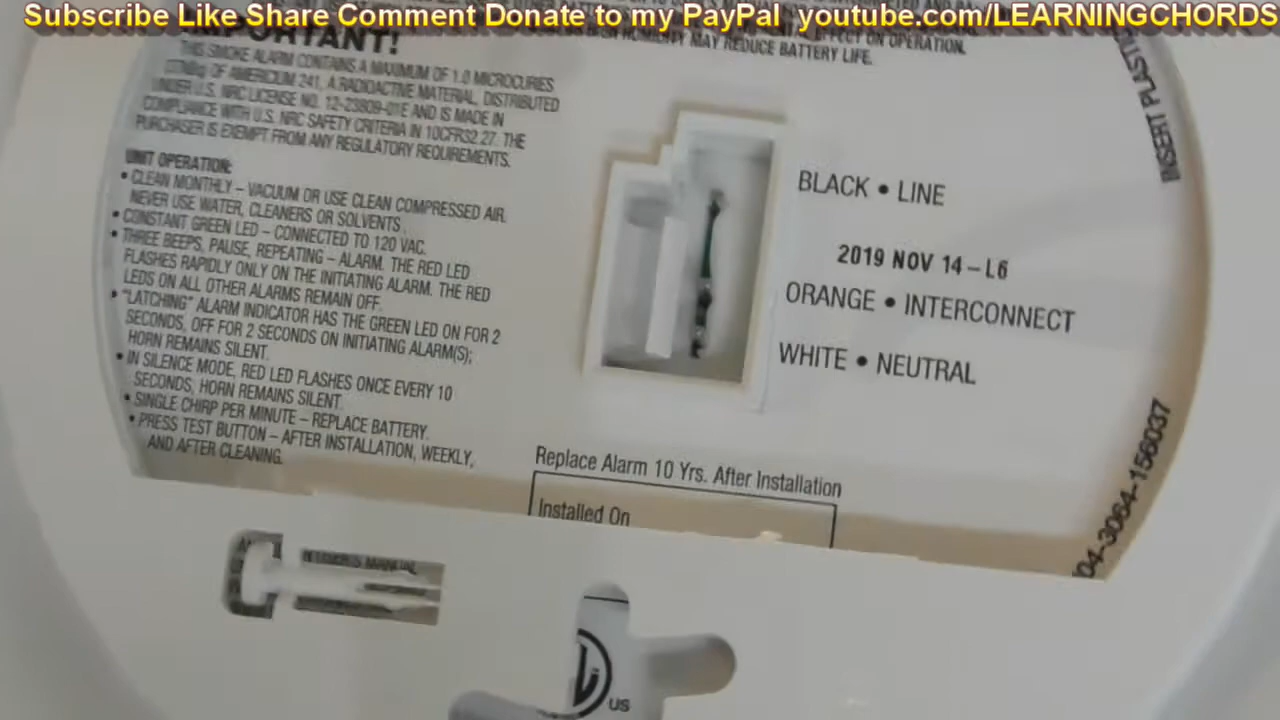 Subscribe Like Share Comment Donate to my PayPal youtube.com/LEARNINGCHORDS
EFFECT ON OPERATION.
HIGH HUMIDITY MAY REDUCE BATTERY LIFE.
IMPORTANT!
THIS SMOKE ALARM CONTAINS A MAXIMUM OF 1.0 MICROCURIES
OF AMERICIUM 241, A RADIOACTIVE MATERIAL, DISTRIBUTED
UNDER U.S. NRC LICENSE NO. 12-23809-01E AND IS MADE IN
COMPLIANCE WITH U.S. NRC SAFETY CRITERIA IN 10CFR32.27. THE
PURCHASER IS EXEMPT FROM ANY REGULATORY REQUIREMENTS.
UNIT OPERATION:
• CLEAN MONTHLY – VACUUM OR USE CLEAN COMPRESSED AIR.
NEVER USE WATER, CLEANERS OR SOLVENTS.
• CONSTANT GREEN LED – CONNECTED TO 120 VAC.
• THREE BEEPS, PAUSE, REPEATING – ALARM. THE RED LED
FLASHES RAPIDLY ONLY ON THE INITIATING ALARM. THE RED
LEDS ON ALL OTHER ALARMS REMAIN OFF.
• "LATCHING" ALARM INDICATOR HAS THE GREEN LED ON FOR 2
SECONDS, OFF FOR 2 SECONDS ON INITIATING ALARM(S);
HORN REMAINS SILENT.
• IN SILENCE MODE, RED LED FLASHES ONCE EVERY 10
SECONDS, HORN REMAINS SILENT.
• SINGLE CHIRP PER MINUTE – REPLACE BATTERY.
• PRESS TEST BUTTON – AFTER INSTALLATION, WEEKLY,
AND AFTER CLEANING.
BLACK • LINE
2019 NOV 14-L6
ORANGE • INTERCONNECT
WHITE • NEUTRAL
INSERT PLASTIC
04-3064-156037
Replace Alarm 10 Yrs. After Installation
Installed On
MANUAL
US